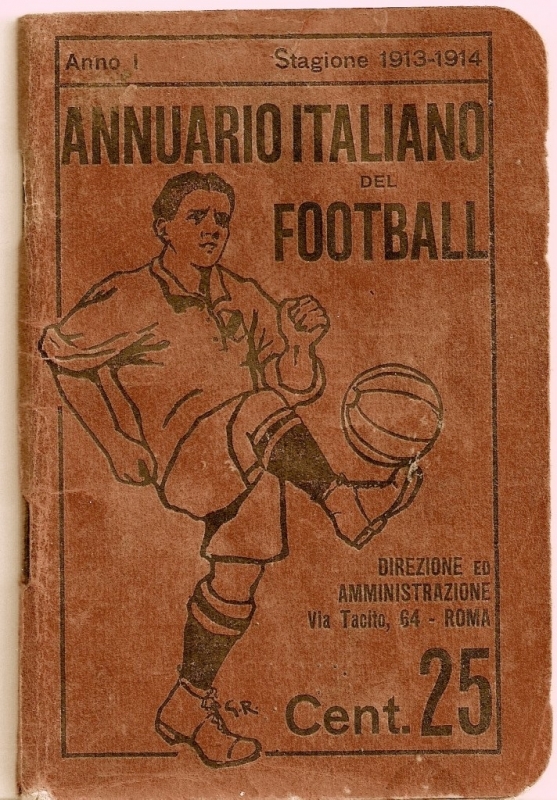 Anno I Stagione 1913-1914
ANNUARIO ITALIANO
DEL
FOOTBALL
DIREZIONE ED
AMMINISTRAZIONE
Via Tacito, 64 - ROMA
G.R.
Cent. 25